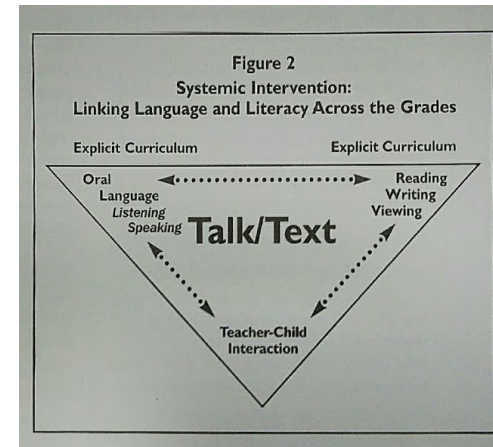 Figure 2
Systemic Intervention:
Linking Language and Literacy Across the Grades
Explicit Curriculum
Explicit Curriculum
Oral
Language
Listening
Speaking
Talk/Text
Reading
Writing
Viewing
Teacher-Child
Interaction